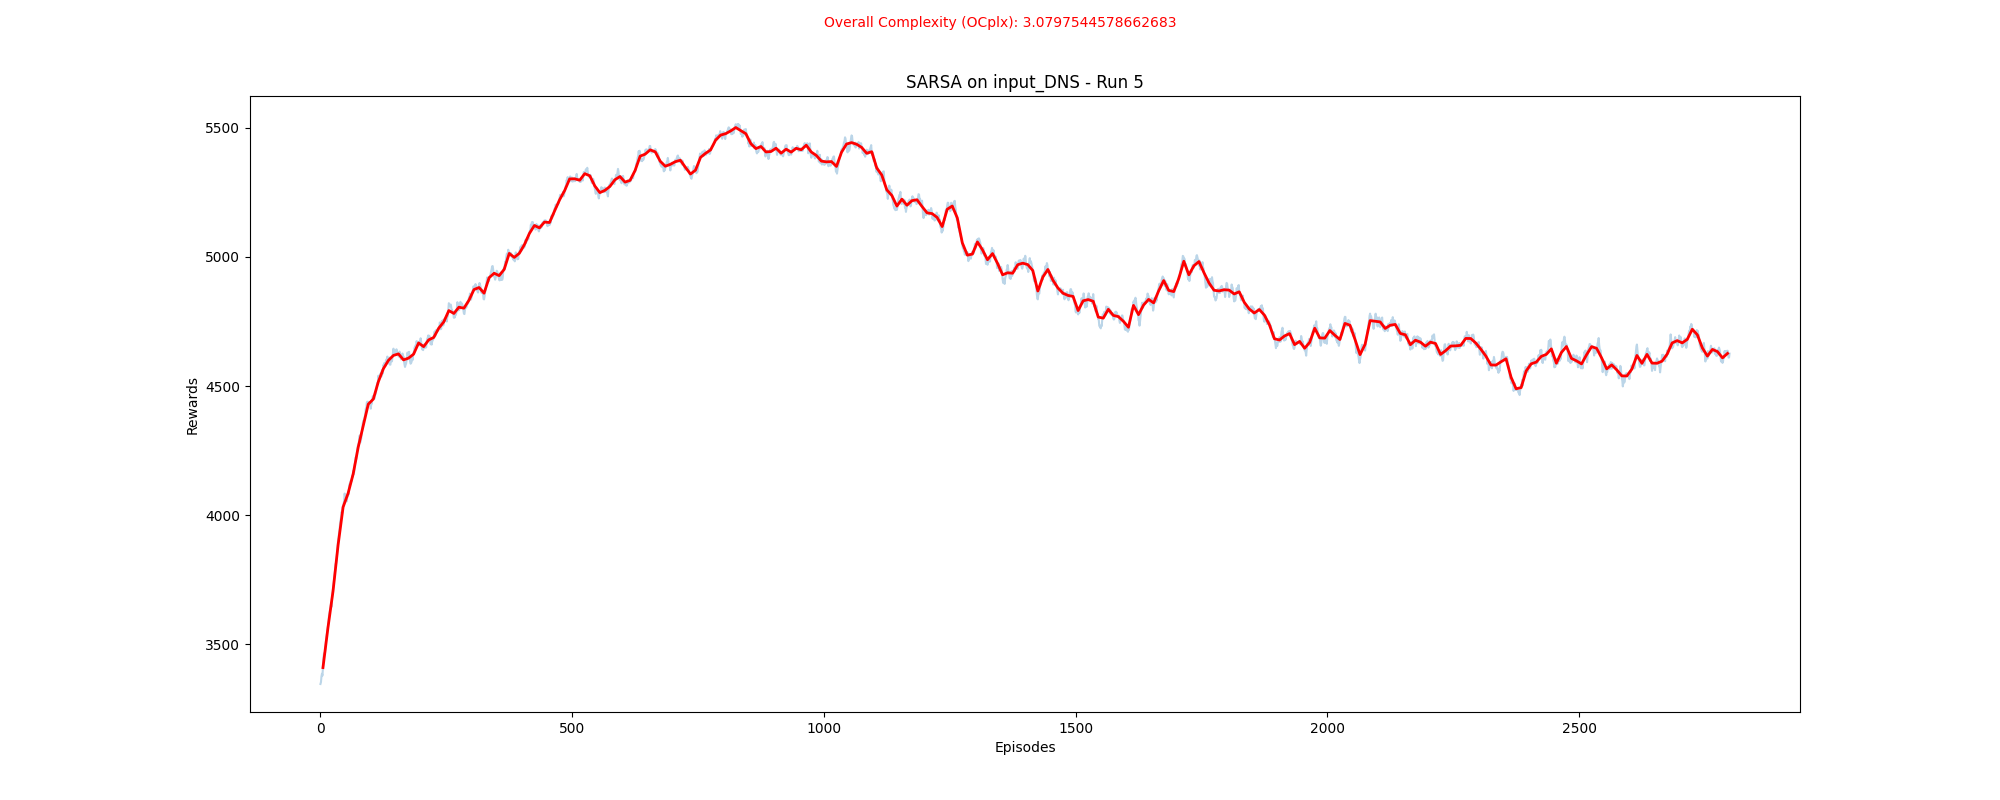 Overall Complexity (OCplx): 3.0797544578662683
SARSA on input_DNS - Run 5
5500
5000
4500
4000
3500
Rewards
0 500 1000 1500 2000 2500
Episodes